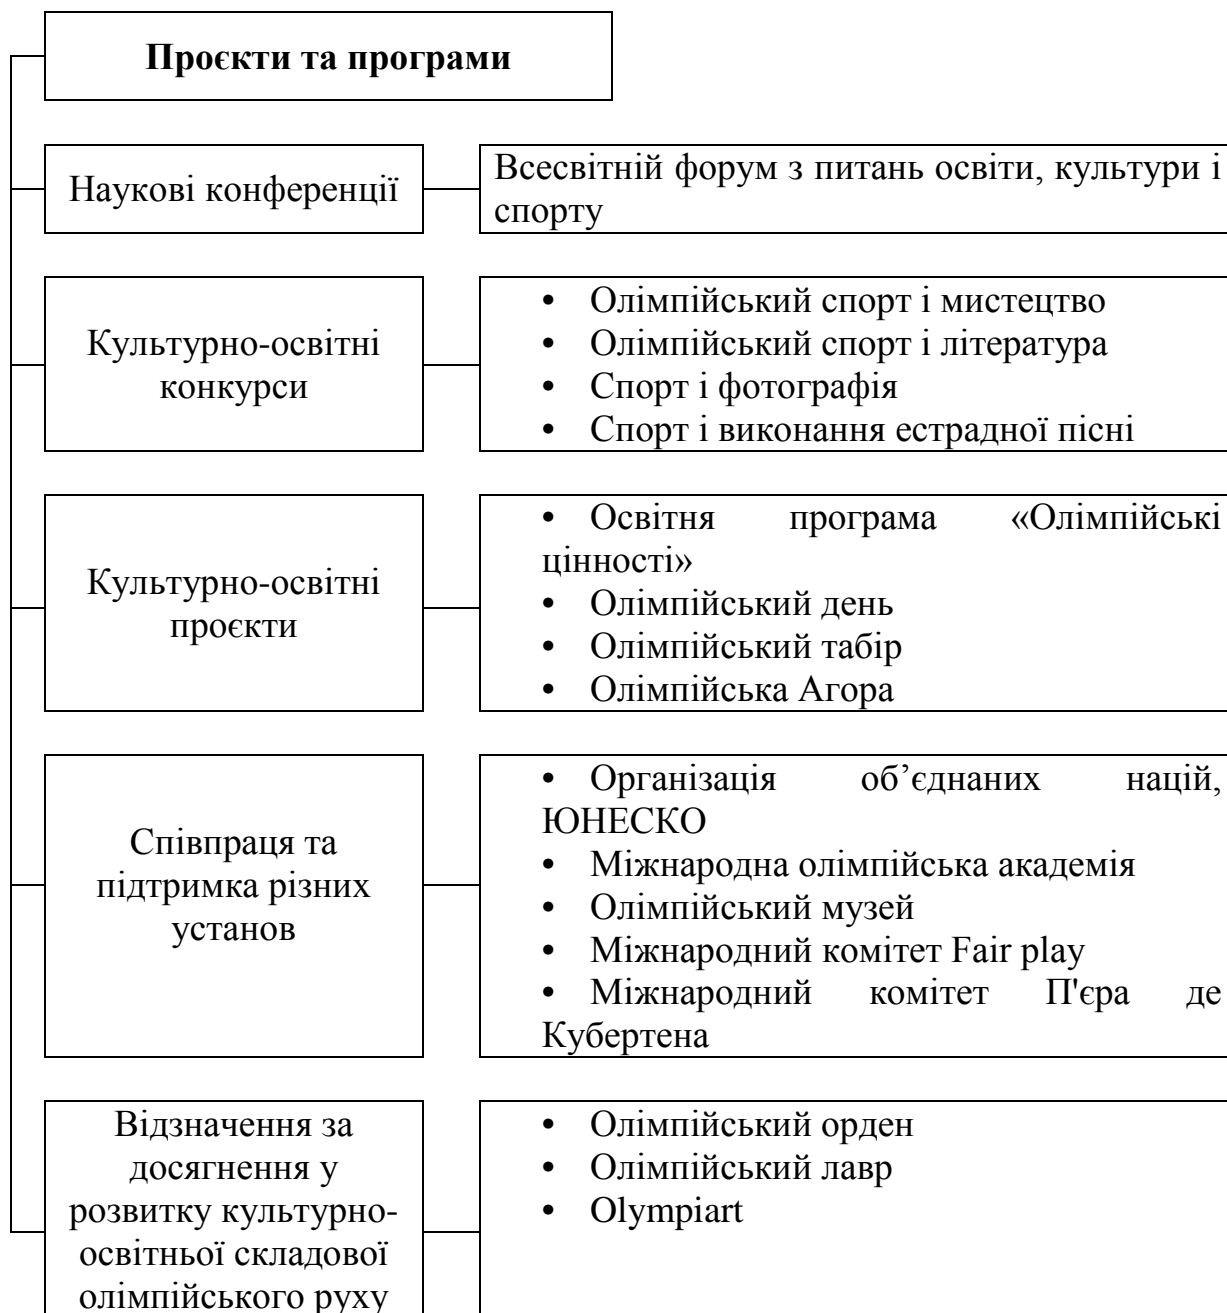 Проєкти та програми
Наукові конференції
Всесвітній форум з питань освіти, культури і
спорту
Культурно-освітні
конкурси
• Олімпійський спорт і мистецтво
• Олімпійський спорт і література
• Спорт і фотографія
• Спорт і виконання естрадної пісні
Культурно-освітні
проєкти
• Освітня програма «Олімпійські
цінності»
• Олімпійський день
• Олімпійський табір
• Олімпійська Агора
Співпраця та
підтримка різних
установ
• Організація об’єднаних націй,
ЮНЕСКО
• Міжнародна олімпійська академія
• Олімпійський музей
• Міжнародний комітет Fair play
• Міжнародний комітет П'єра де
Кубертена
Відзначення за
досягнення у
розвитку культурно-
освітньої складової
олімпійського руху
• Олімпійський орден
• Олімпійський лавр
• Olympiart